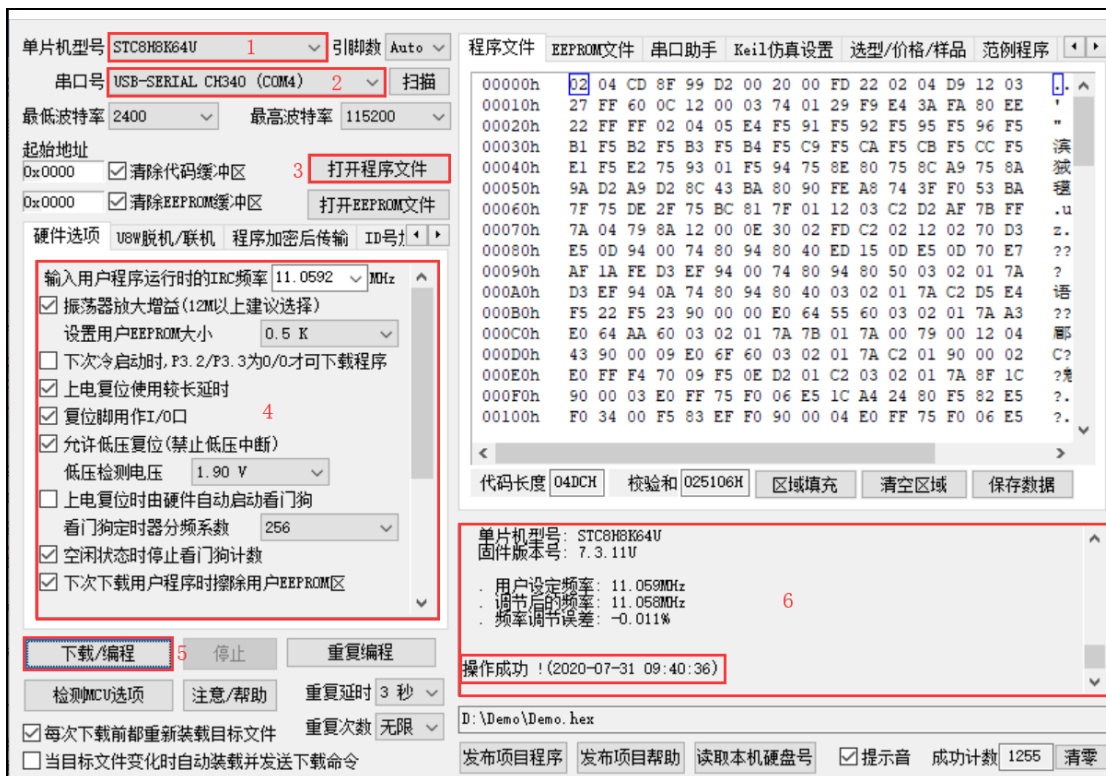 单片机型号 STC8H8K64U 1 引脚数 Auto
串口号 USB-SERIAL CH340 (COM4) 2 扫描
最低波特率 2400 最高波特率 115200
起始地址
0x0000 清除代码缓冲区 3 打开程序文件
0x0000 清除EEPROM缓冲区 打开EEPROM文件
硬件选项 U8W脱机/联机 程序加密后传输
输入用户程序运行时的IRC频率 11.0592 MHz
振荡器放大增益(12M以上建议选择)
设置用户EEPROM大小 0.5 K
下次冷启动时,P3.2/P3.3为0/0才可下载程序
上电复位使用较长延时
复位脚用作I/O口 4
允许低压复位(禁止低压中断)
低压检测电压 1.90 V
上电复位时由硬件自动启动看门狗
看门狗定时器分频系数 256
空闲状态时停止看门狗计数
下次下载用户程序时擦除用户EEPROM区
下载/编程 5 停止 重复编程
检测MCU选项 注意/帮助 重复延时 3 秒
每次下载前都重新装载目标文件 重复次数 无限
当目标文件变化时自动装载并发送下载命令
程序文件 EEPROM文件 串口助手 Keil仿真设置 选型/价格/样品 范例程序
00000h 02 04 CD 8F 99 D2 00 20 00 FD 22 02 04 D9 12 03 ..
00010h 27 FF 60 0C 12 00 03 74 01 29 F9 E4 3A FA 80 EE '
00020h 22 FF FF 02 04 05 E4 F5 91 F5 92 F5 95 F5 96 F5 "
00030h B1 F5 B2 F5 B3 F5 B4 F5 C9 F5 CA F5 CB F5 CC F5
00040h E1 F5 E2 75 93 01 F5 94 75 8E 80 75 8C A9 75 8A
00050h 9A D2 A9 D2 8C 43 BA 80 90 FE A8 74 3F F0 53 BA
00060h 7F 75 DE 2F 75 BC 81 7F 01 12 03 C2 D2 AF 7B FF .u
00070h 7A 04 79 8A 12 00 0E 30 02 FD C2 02 12 02 70 D3 z.
00080h E5 0D 94 00 74 80 94 80 40 ED 15 0D E5 0D 70 E7 ??
00090h AF 1A FE D3 EF 94 00 74 80 94 80 50 03 02 01 7A ?
000A0h D3 EF 94 0A 74 80 94 80 40 03 02 01 7A C2 D5 E4 语
000B0h F5 22 F5 23 90 00 00 E0 64 55 60 03 02 01 7A A3 ??
000C0h E0 64 AA 60 03 02 01 7A 7B 01 7A 00 79 00 12 04
000D0h 43 90 00 09 E0 6F 60 03 02 01 7A C2 01 90 00 02 C?
000E0h E0 FF F4 70 09 F5 0E D2 01 C2 03 02 01 7A 8F 1C
000F0h 90 00 03 E0 FF 75 F0 06 E5 1C A4 24 80 F5 82 E5 ?.
00100h F0 34 00 F5 83 EF F0 90 00 04 E0 FF 75 F0 06 E5 ?.
代码长度 04DCH 校验和 025106H 区域填充 清空区域 保存数据
单片机型号: STC8H8K64U
固件版本号: 7.3.11U
. 用户设定频率: 11.059MHz
. 调节后的频率: 11.058MHz 6
. 频率调节误差: -0.011%
操作成功 !(2020-07-31 09:40:36)
D:\Demo\Demo.hex
发布项目程序 发布项目帮助 读取本机硬盘号 提示音 成功计数 1255 清零